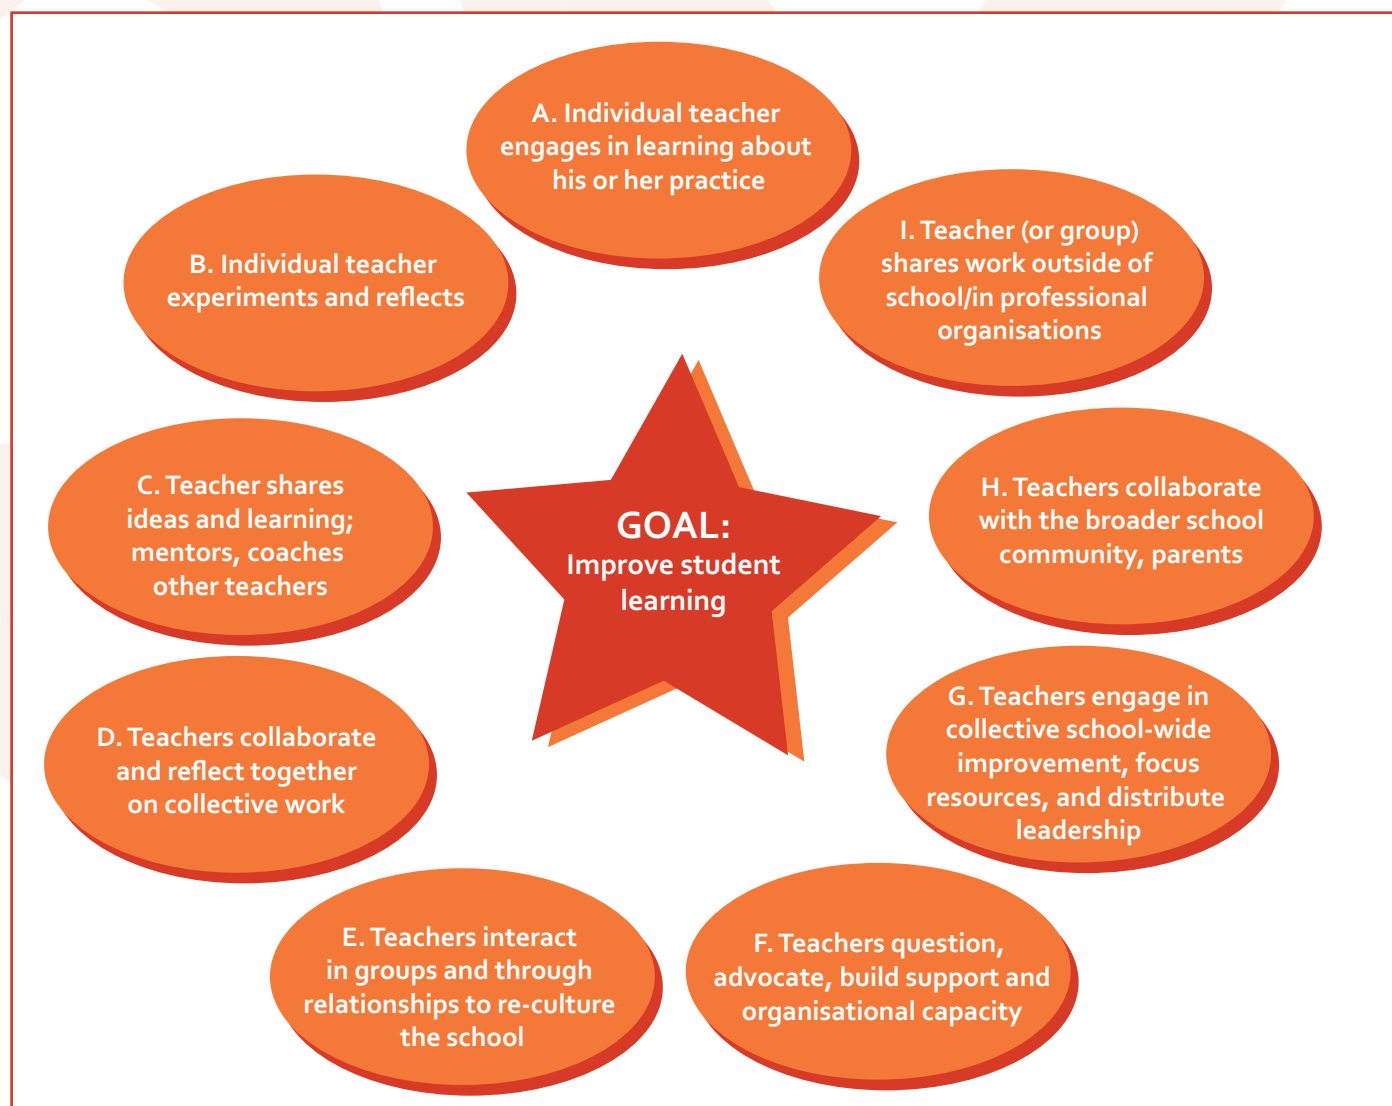 A. Individual teacher
engages in learning about
his or her practice
B. Individual teacher
experiments and reflects
C. Teacher shares
ideas and learning;
mentors, coaches
other teachers
D. Teachers collaborate
and reflect together
on collective work
E. Teachers interact
in groups and through
relationships to re-culture
the school
F. Teachers question,
advocate, build support and
organisational capacity
G. Teachers engage in
collective school-wide
improvement, focus
resources, and distribute
leadership
H. Teachers collaborate
with the broader school
community, parents
I. Teacher (or group)
shares work outside of
school/in professional
organisations
GOAL:
Improve student
learning